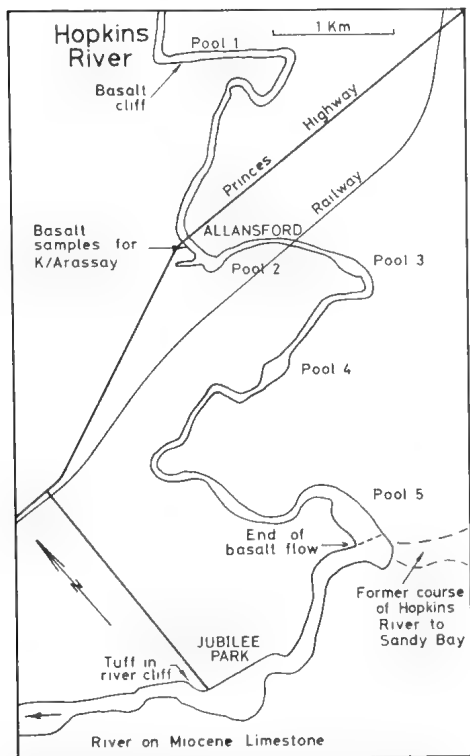 Hopkins
River
Pool 1
1 Km
Basalt
cliff
Princes Highway
Railway
Basalt
samples for
K/Arassay
ALLANSFORD
Pool 2
Pool 3
Pool 4
Pool 5
End of
basalt flow
Former course
of Hopkins
River to
Sandy Bay
N
JUBILEE
PARK
Tuff in
river cliff
River on Miocene Limestone